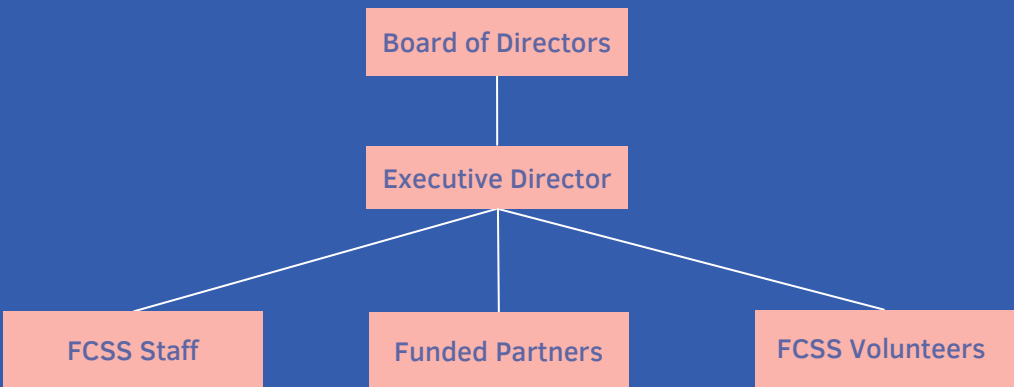 Board of Directors
Executive Director
FCSS Staff
Funded Partners
FCSS Volunteers